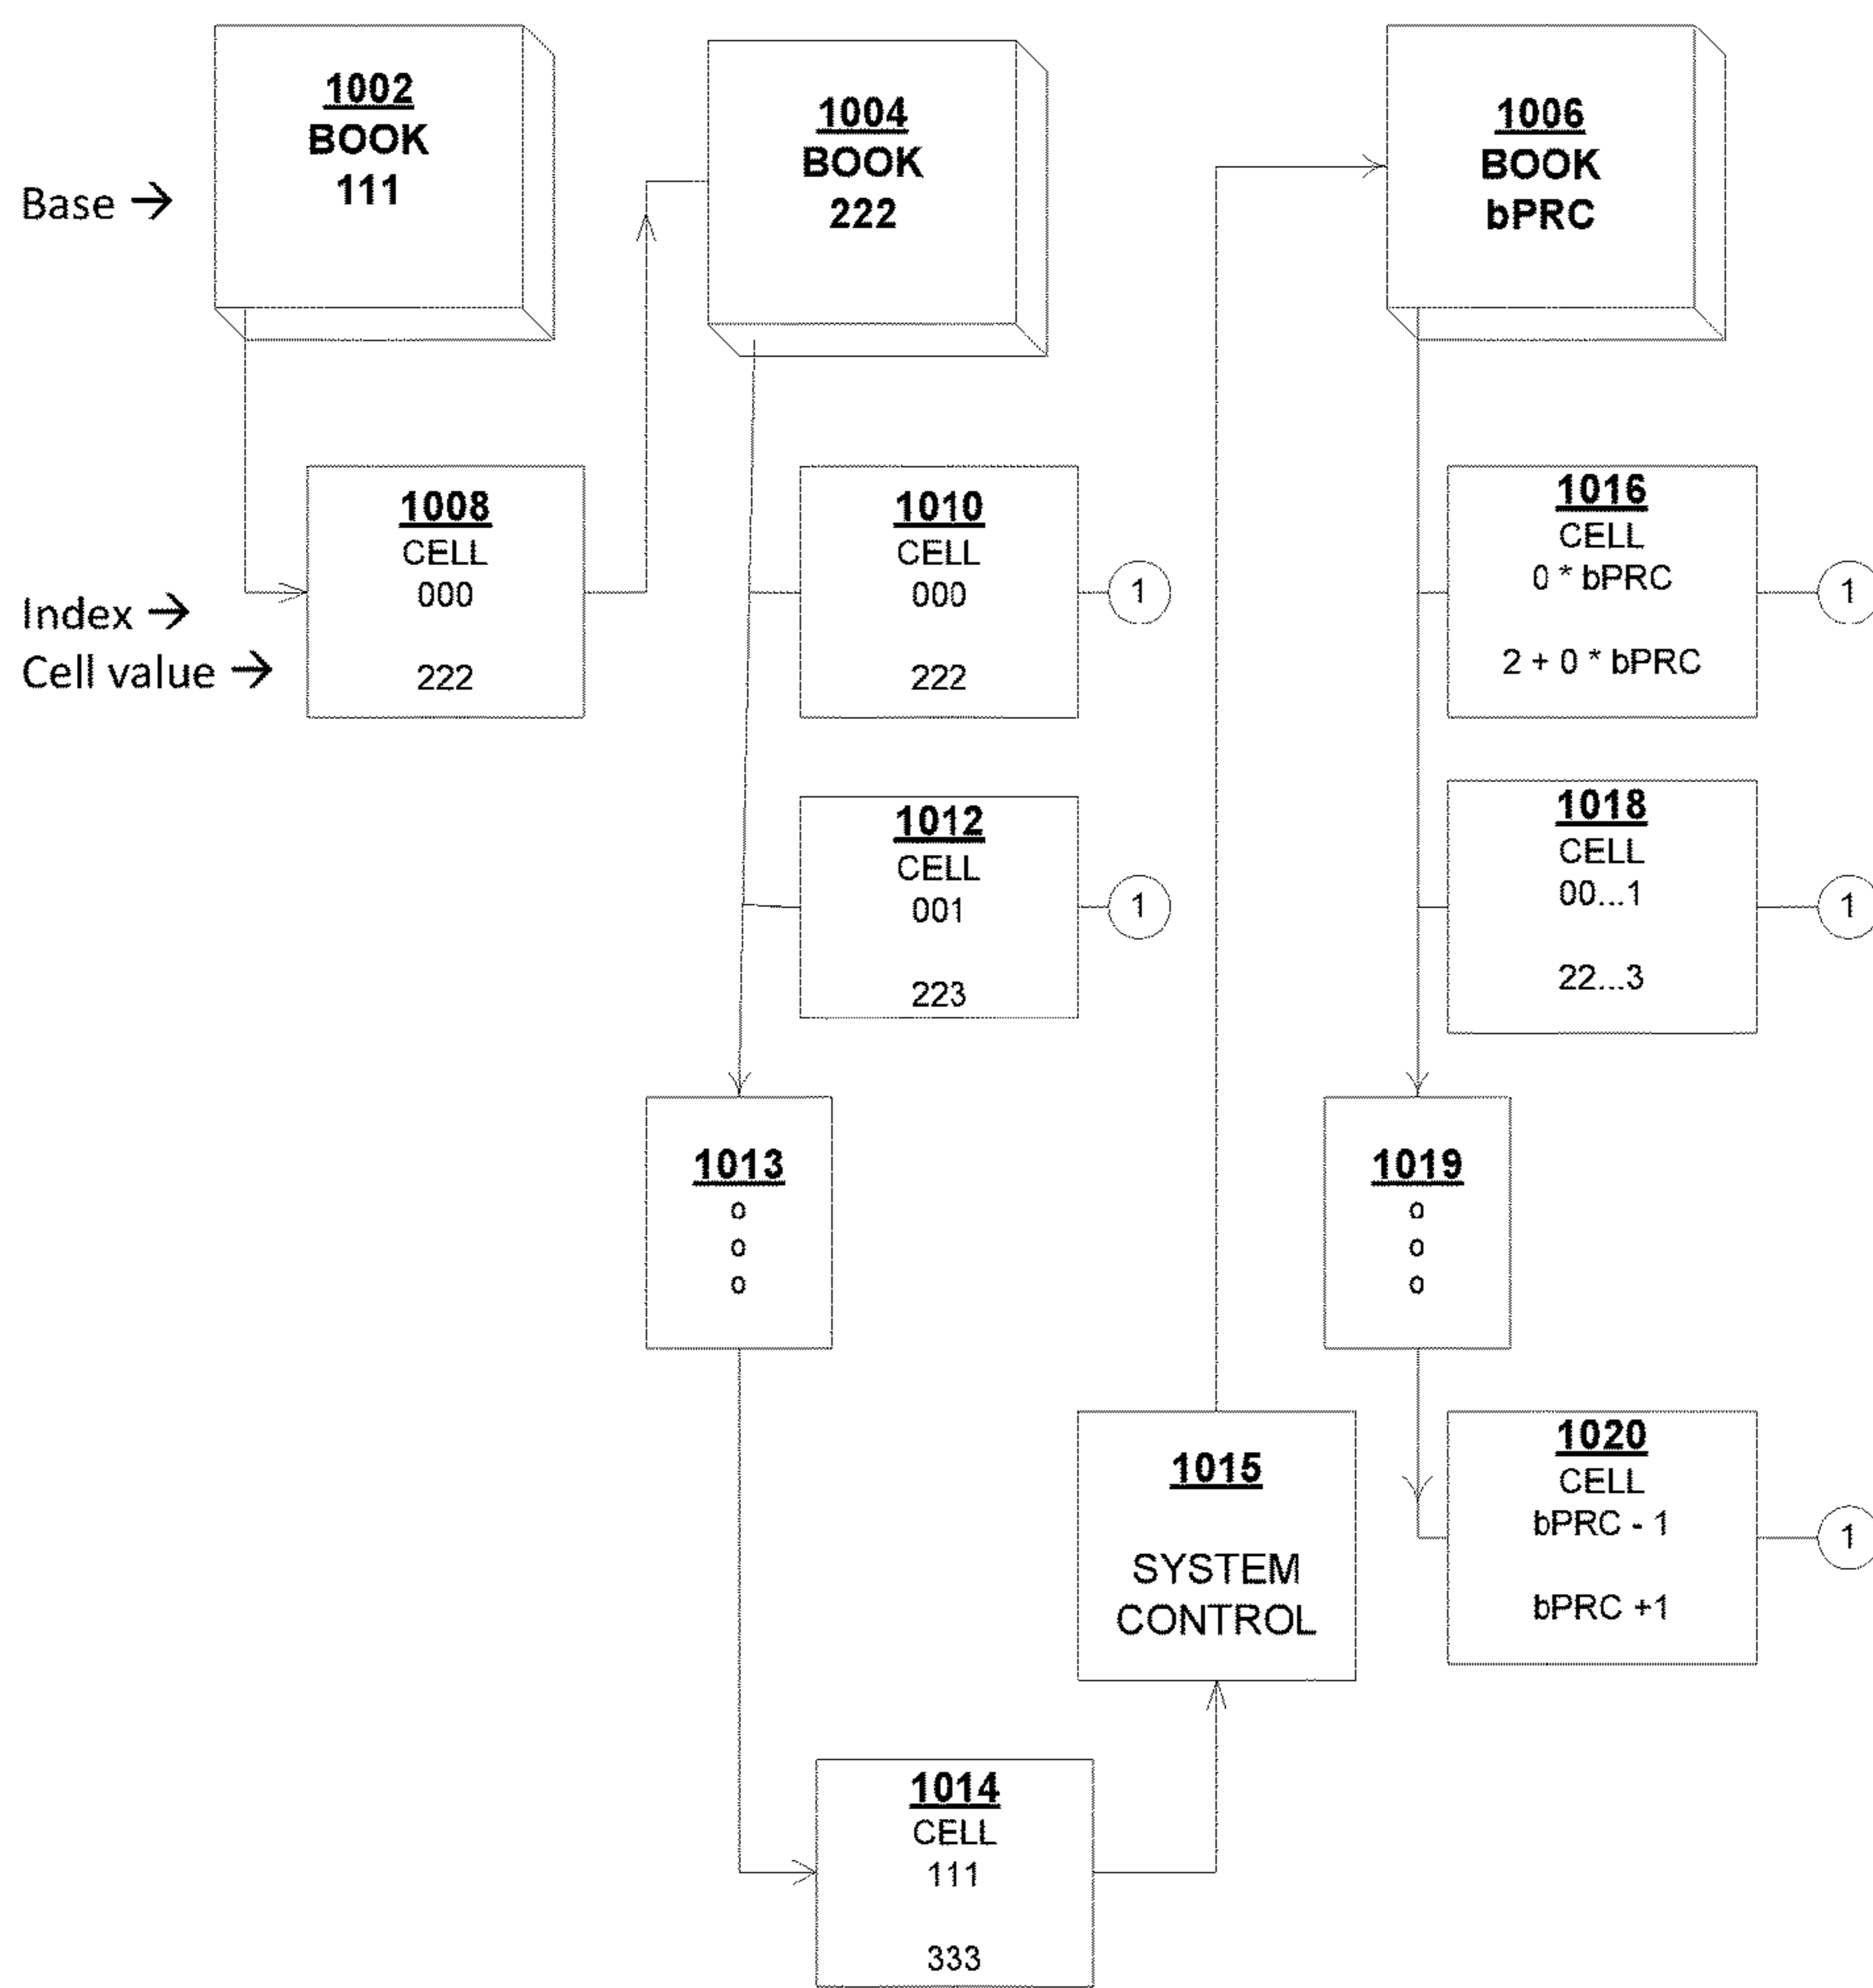 1002
BOOK
111
1004
BOOK
222
1006
BOOK
bPRC
Base →
1008
CELL
000
222
1010
CELL
000
222
1
1016
CELL
0 * bPRC
2 + 0 * bPRC
1
Index →
Cell value →
1012
CELL
001
223
1
1018
CELL
00...1
22...3
1
1013
o
o
o
1019
o
o
o
1015
SYSTEM
CONTROL
1020
CELL
bPRC - 1
bPRC +1
1
1014
CELL
111
333